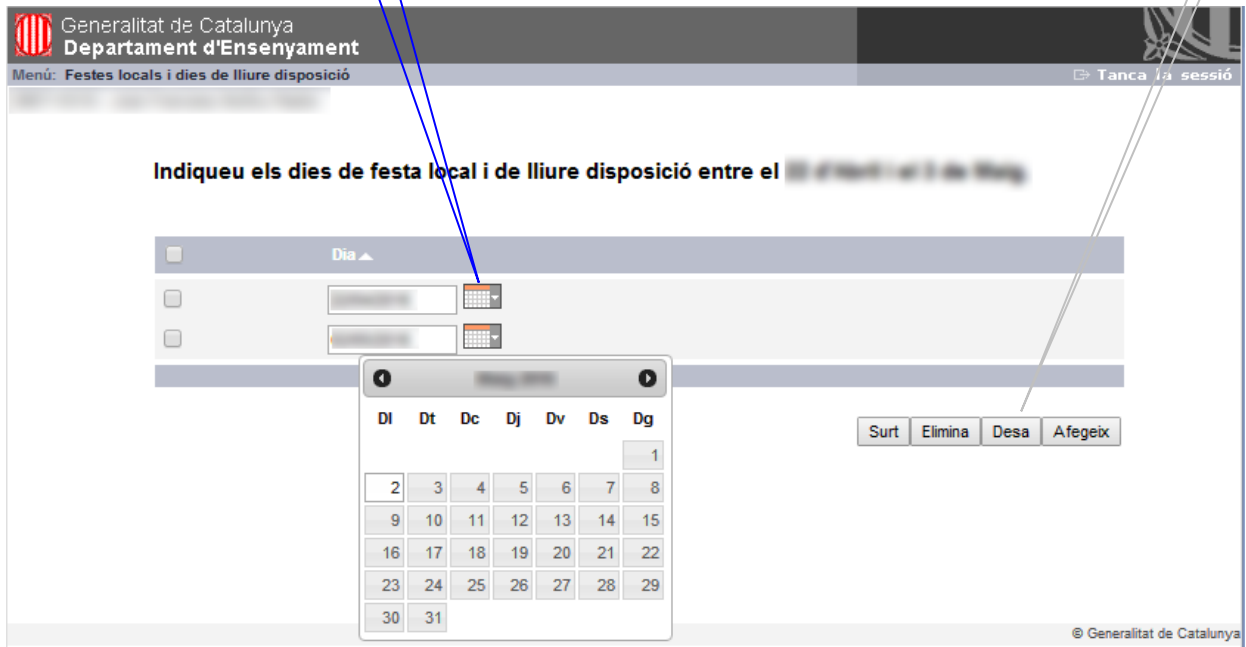 Generalitat de Catalunya
Departament d'Ensenyament
Menú: Festes locals i dies de lliure disposició
Tanca la sessió
Indiqueu els dies de festa local i de lliure disposició entre el
Dia
Dl Dt Dc Dj Dv Ds Dg
1
2 3 4 5 6 7 8
9 10 11 12 13 14 15
16 17 18 19 20 21 22
23 24 25 26 27 28 29
30 31
Surt Elimina Desa Afegeix
© Generalitat de Catalunya